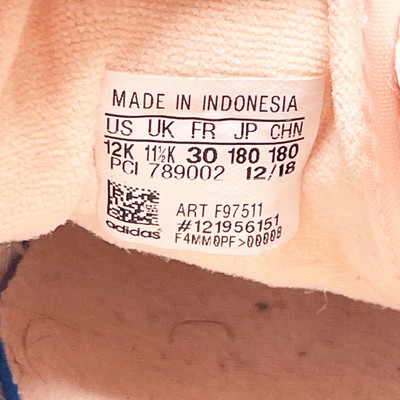 MADE IN INDONESIA
US UK FR JP CHN
12K 11½K 30 180 180
PCI 789002 12/18
ART F97511
#121956151
adidas F4MM0PF>0000B